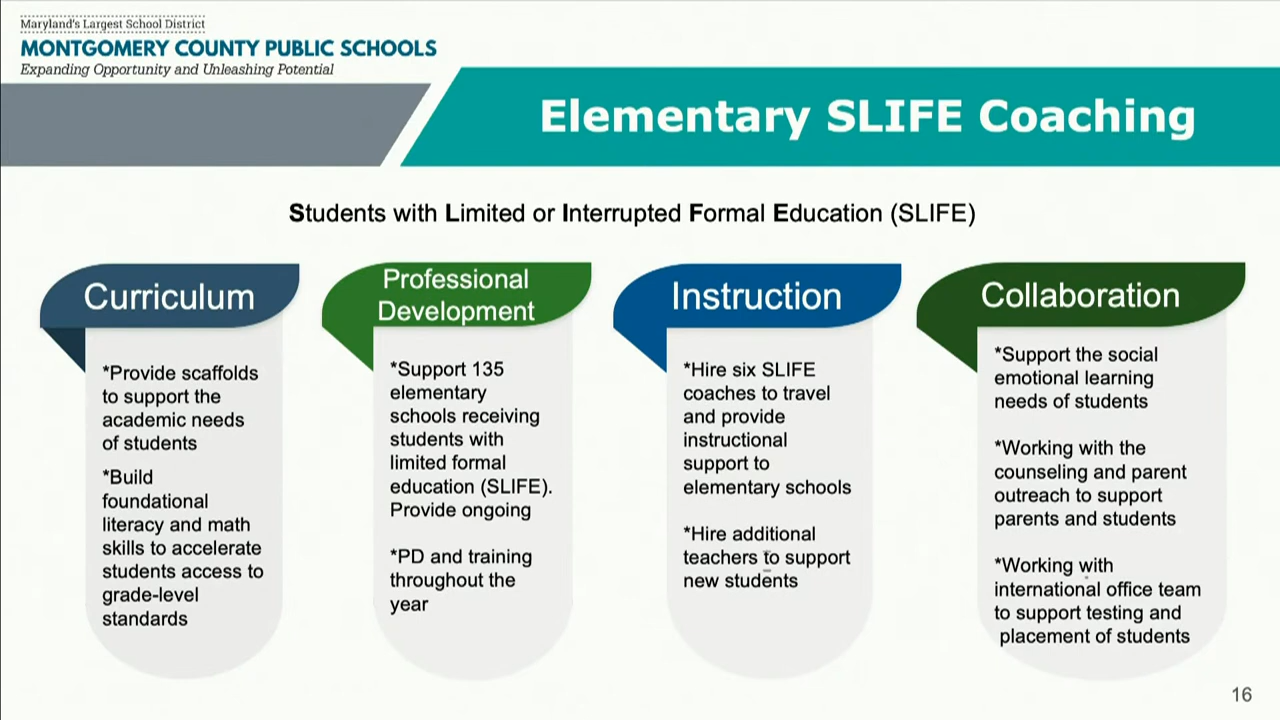 Maryland's Largest School District
MONTGOMERY COUNTY PUBLIC SCHOOLS
Expanding Opportunity and Unleashing Potential
Elementary SLIFE Coaching
Students with Limited or Interrupted Formal Education (SLIFE)
Curriculum
*Provide scaffolds
to support the
academic needs
of students
*Build
foundational
literacy and math
skills to accelerate
students access to
grade-level
standards
Professional
Development
*Support 135
elementary
schools receiving
students with
limited formal
education (SLIFE).
Provide ongoing
*PD and training
throughout the
year
Instruction
*Hire six SLIFE
coaches to travel
and provide
instructional
support to
elementary schools
*Hire additional
teachers to support
new students
Collaboration
*Support the social
emotional learning
needs of students
*Working with the
counseling and parent
outreach to support
parents and students
*Working with
international office team
to support testing and
placement of students
16